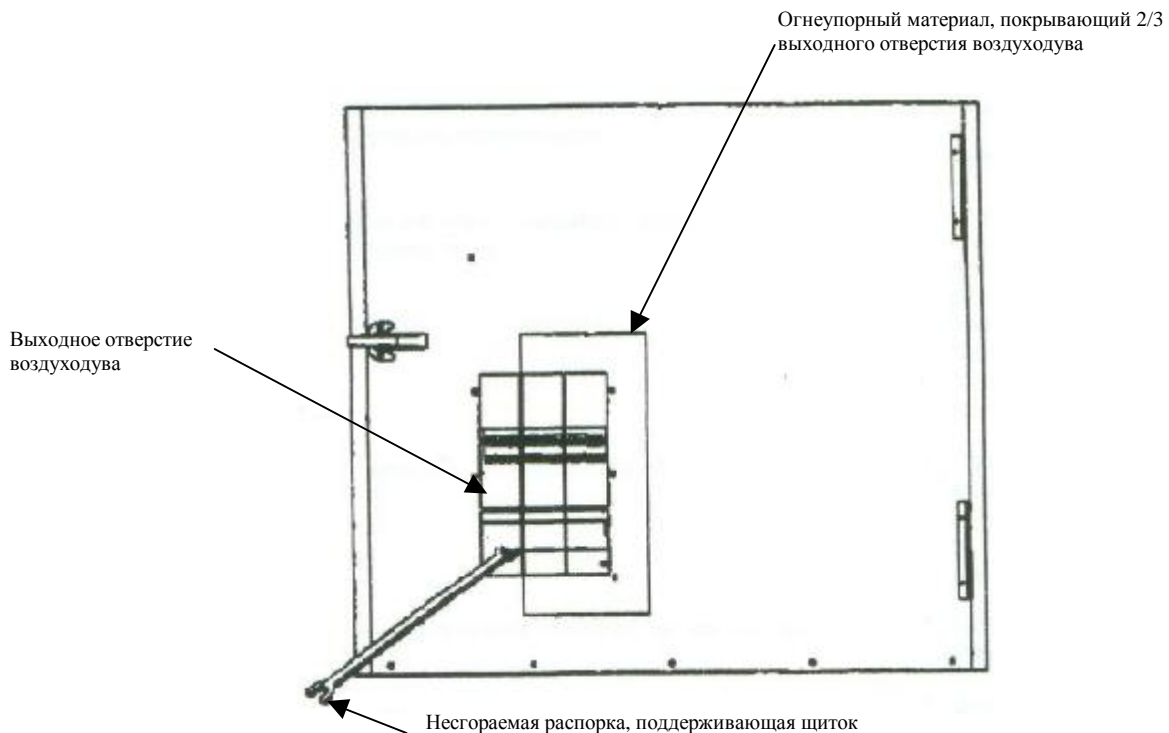 Огнеупорный материал, покрывающий 2/3
выходного отверстия воздуходува
Выходное отверстие
воздуходува
Несгораемая распорка, поддерживающая щиток